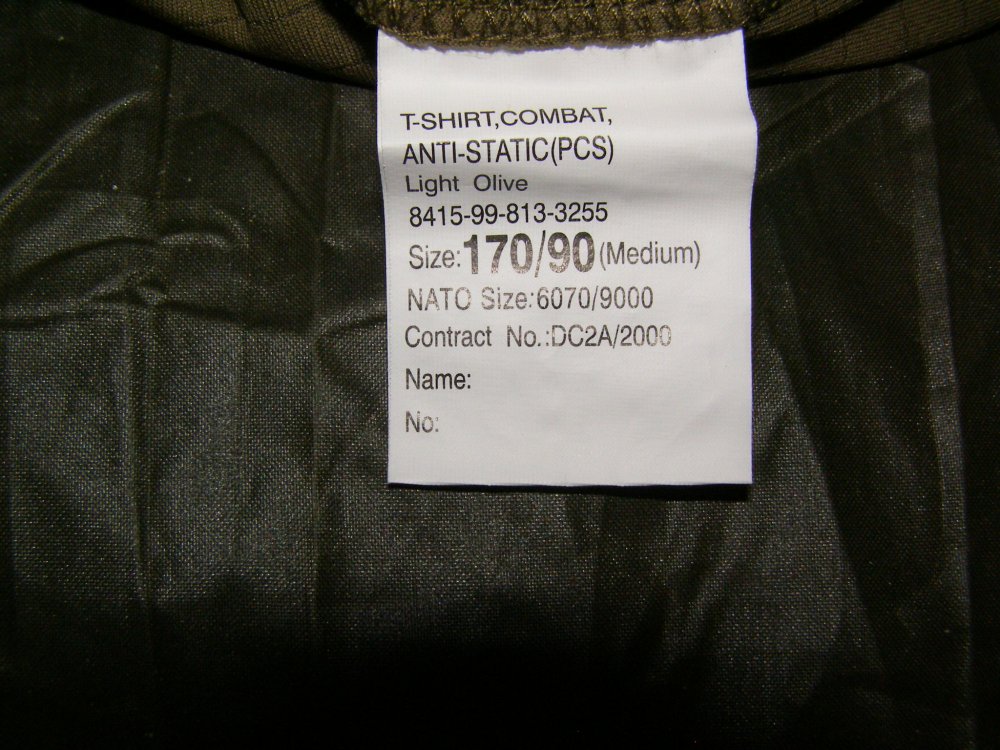 T-SHIRT,COMBAT,
ANTI-STATIC(PCS)
Light Olive
8415-99-813-3255
Size:170/90(Medium)
NATO Size:6070/9000
Contract No.:DC2A/2000
Name:
No: